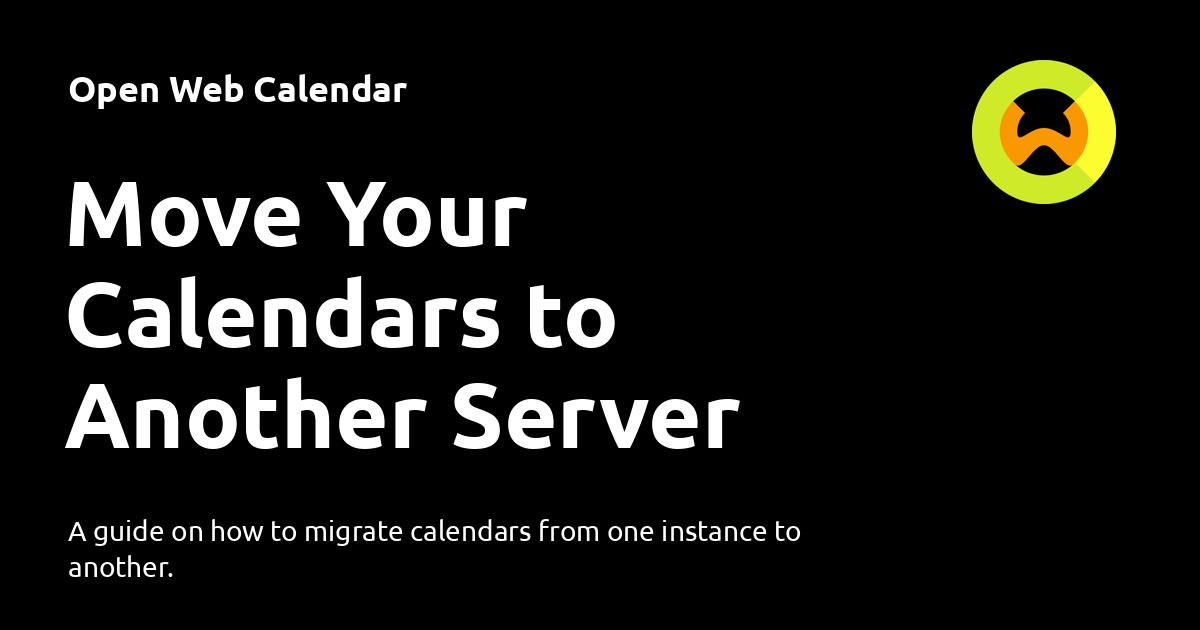 Open Web Calendar
Move Your
Calendars to
Another Server
A guide on how to migrate calendars from one instance to
another.